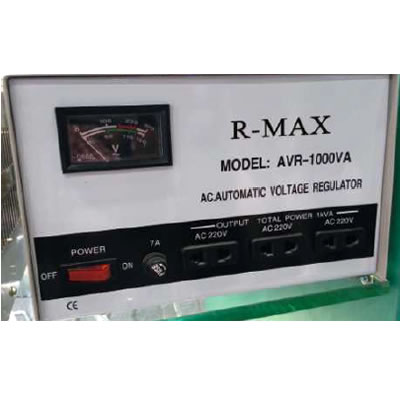 R-MAX
MODEL: AVR-1000VA
AC.AUTOMATIC VOLTAGE REGULATOR
V
OUTPUT TOTAL POWER 1kVA
AC 220V AC 220V AC 220V
POWER
7A
OFF
ON
CE